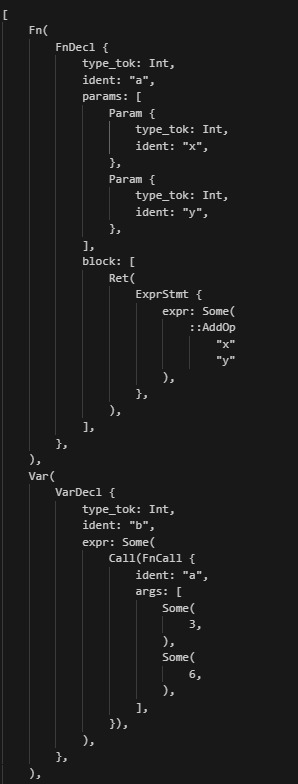 [
    Fn(
        FnDecl {
            type_tok: Int,
            ident: "a",
            params: [
                Param {
                    type_tok: Int,
                    ident: "x",
                },
                Param {
                    type_tok: Int,
                    ident: "y",
                },
            ],
            block: [
                Ret(
                    ExprStmt {
                        expr: Some(
                            ::AddOp
                                "x"
                                "y"
                        ),
                    },
                ),
            ],
        },
    ),
    Var(
        VarDecl {
            type_tok: Int,
            ident: "b",
            expr: Some(
                Call(FnCall {
                    ident: "a",
                    args: [
                        Some(
                            3,
                        ),
                        Some(
                            6,
                        ),
                    ],
                }),
            ),
        },
    ),